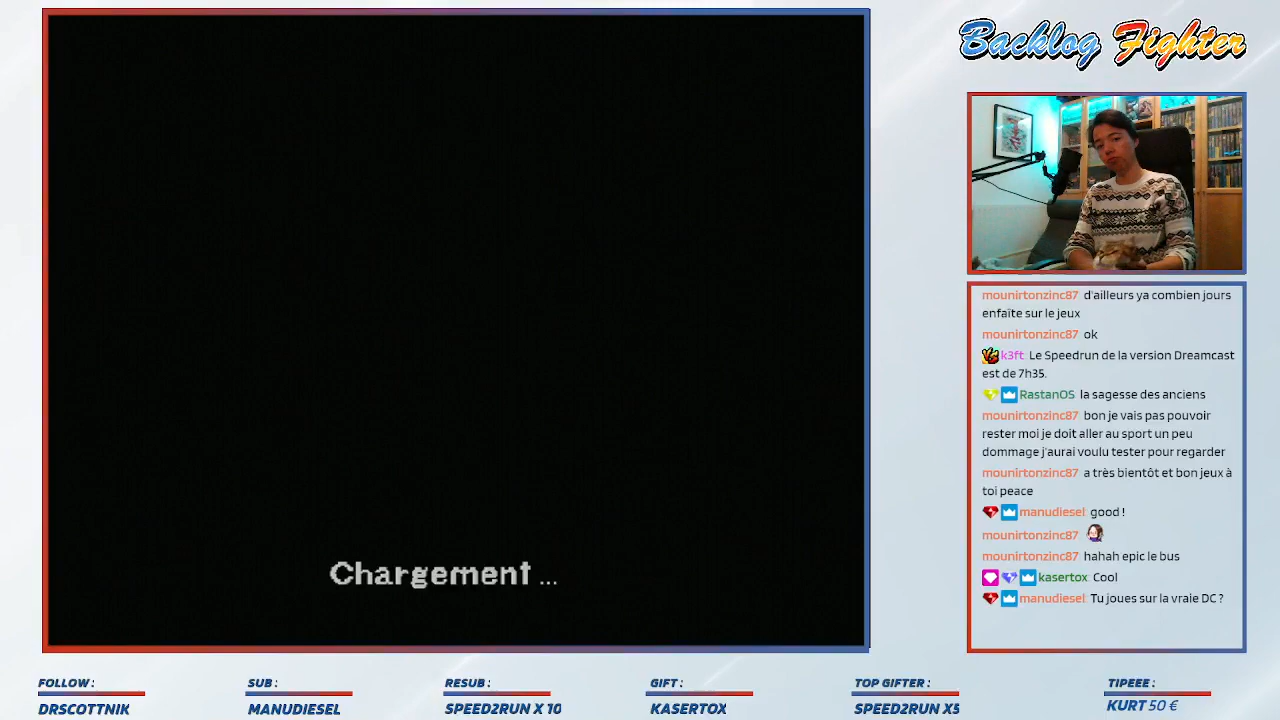 Backlog Fighter
mounirtonzinc87 d'ailleurs ya combien jours
enfaïte sur le jeux
mounirtonzinc87 ok
k3ft: Le Speedrun de la version Dreamcast
est de 7h35.
RastanOS la sagesse des anciens
mounirtonzinc87 bon je vais pas pouvoir
rester moi je doit aller au sport un peu
dommage j'aurai voulu tester pour regarder
mounirtonzinc87 a très bientôt et bon jeux à
toi peace
manudiesel: good !
mounirtonzinc87
mounirtonzinc87 hahah epic le bus
kasertox: Cool
manudiesel: Tu joues sur la vraie DC ?
Chargement ...
FOLLOW : SUB : RESUB : GIFT : TOP GIFTER : TIPEEE :
DRSCOTTNIK MANUDIESEL SPEED2RUN X 10 KASERTOX SPEED2RUN X5 KURT 50 €